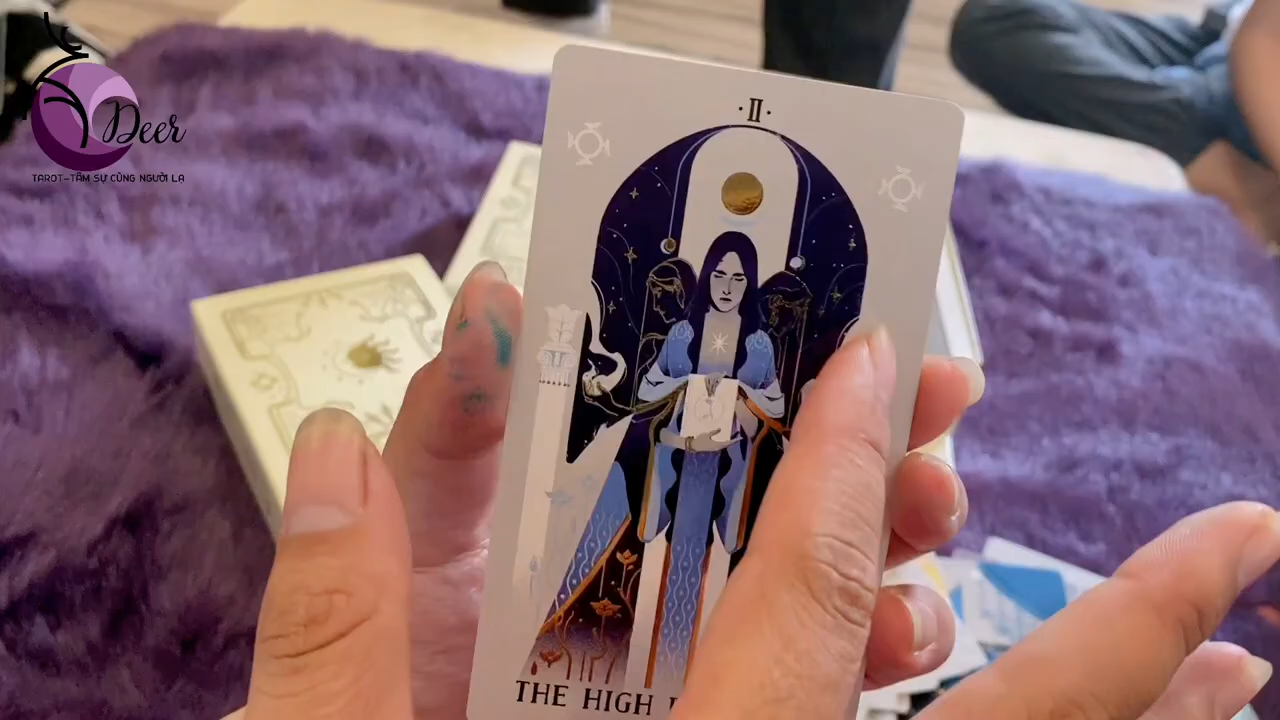 Deer
TAROT-TÂM SỰ CÙNG NGƯỜI LẠ
·II·
THE HIGH